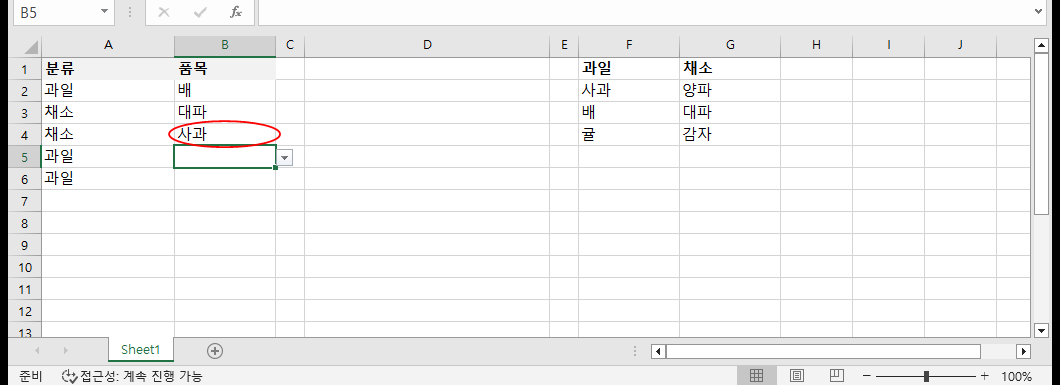 B5 fx
A B C D E F G H I J
1 분류 품목 과일 채소
2 과일 배 사과 양파
3 채소 대파 배 대파
4 채소 사과 귤 감자
5 과일
6 과일
7
8
9
10
11
12
13
Sheet1
준비 접근성: 계속 진행 가능 100%